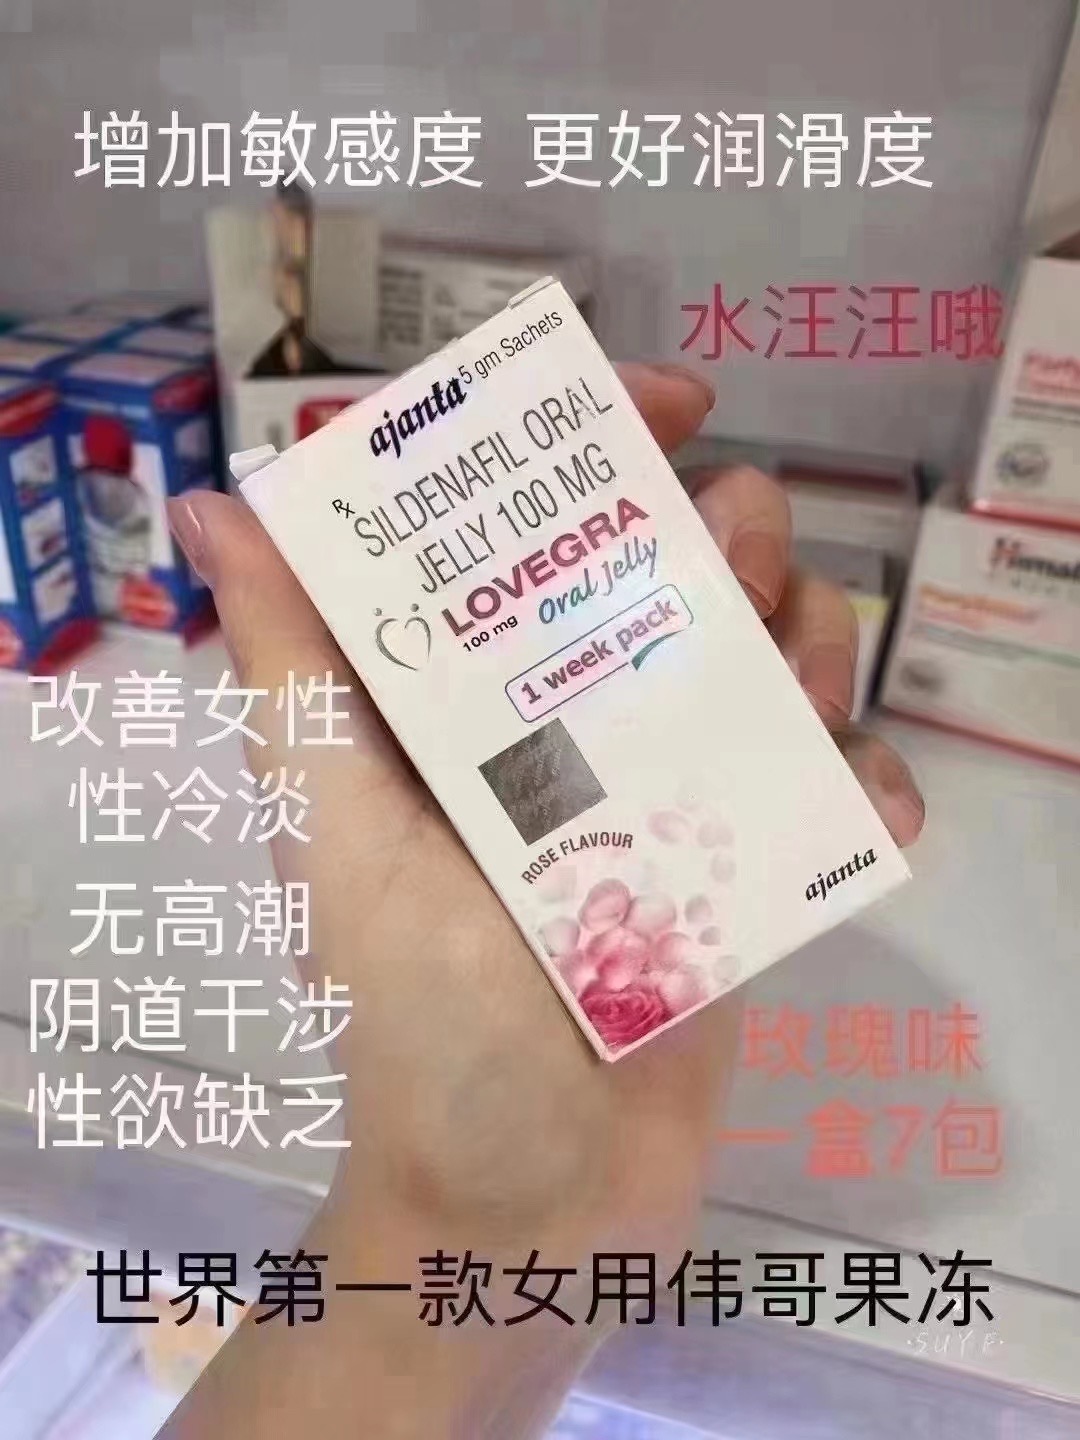 增加敏感度 更好润滑度
水汪汪哦
5 gm Sachets
ajanta
Rx
SILDENAFIL ORAL
JELLY 100 MG
LOVEGRA
100 mg Oral Jelly
1 week pack
ROSE FLAVOUR
ajanta
改善女性
性冷淡
无高潮
阴道干涉
性欲缺乏
玫瑰味
一盒7包
世界第一款女用伟哥果冻
SUYF